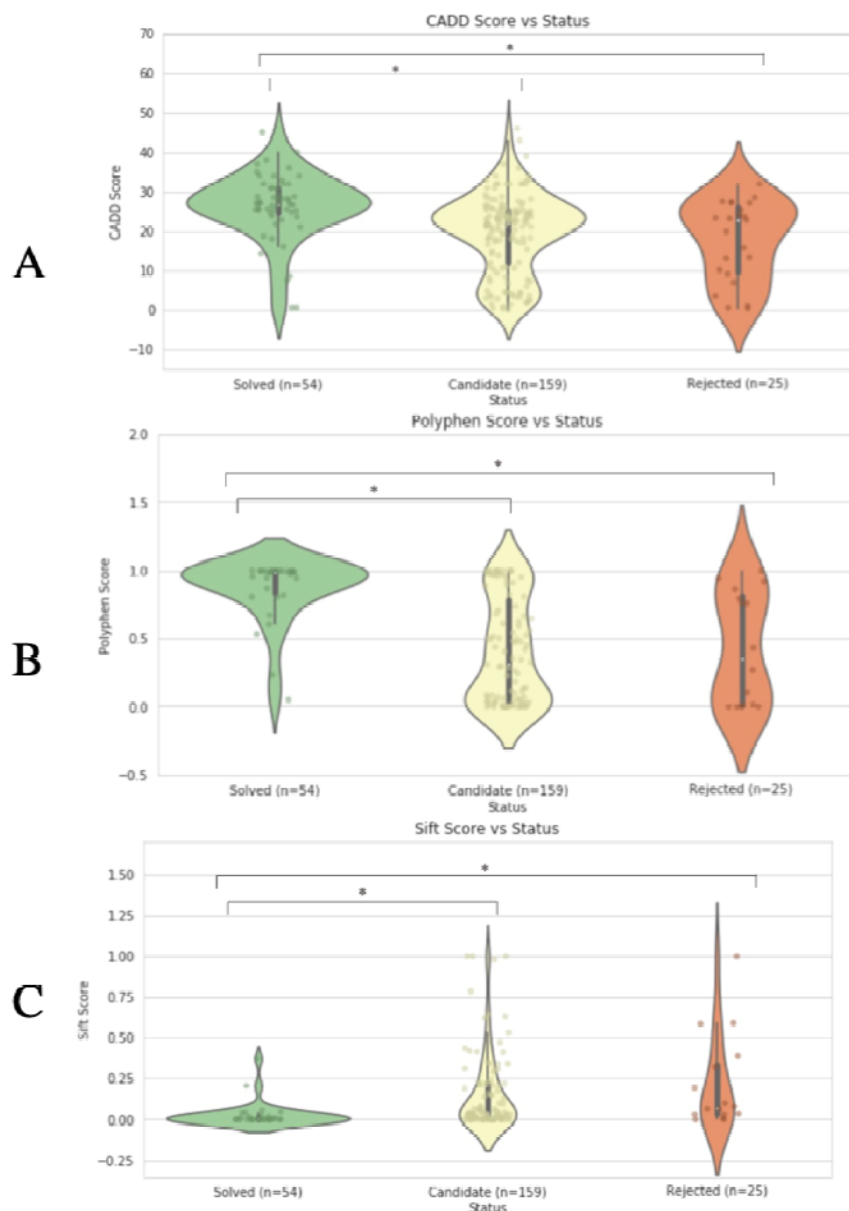 CADD Score vs Status
70
60
50
40
30
20
10
0
−10
CADD Score
*
*
A
Solved (n=54) Candidate (n=159) Rejected (n=25)
Status
Polyphen Score vs Status
2.0
1.5
1.0
0.5
0.0
−0.5
Polyphen Score
*
*
B
Solved (n=54) Candidate (n=159) Rejected (n=25)
Status
Sift Score vs Status
1.50
1.25
1.00
0.75
0.50
0.25
0.00
−0.25
Sift Score
*
*
C
Solved (n=54) Candidate (n=159) Rejected (n=25)
Status